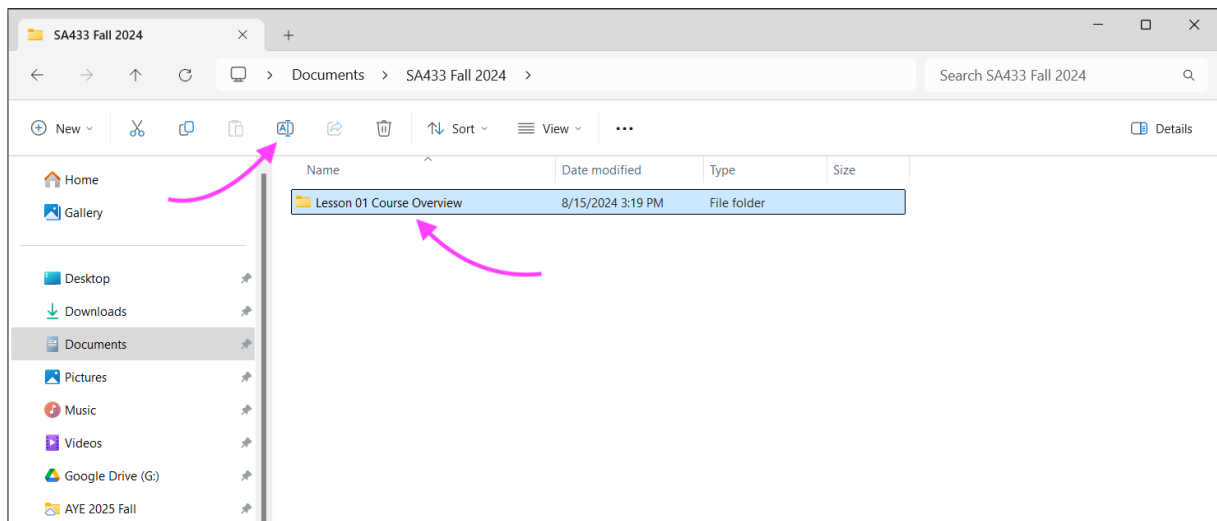 SA433 Fall 2024
Documents > SA433 Fall 2024 >
Search SA433 Fall 2024
New
Sort
View
Details
Name
Date modified
Type
Size
Lesson 01 Course Overview
8/15/2024 3:19 PM
File folder
Home
Gallery
Desktop
Downloads
Documents
Pictures
Music
Videos
Google Drive (G:)
AYE 2025 Fall